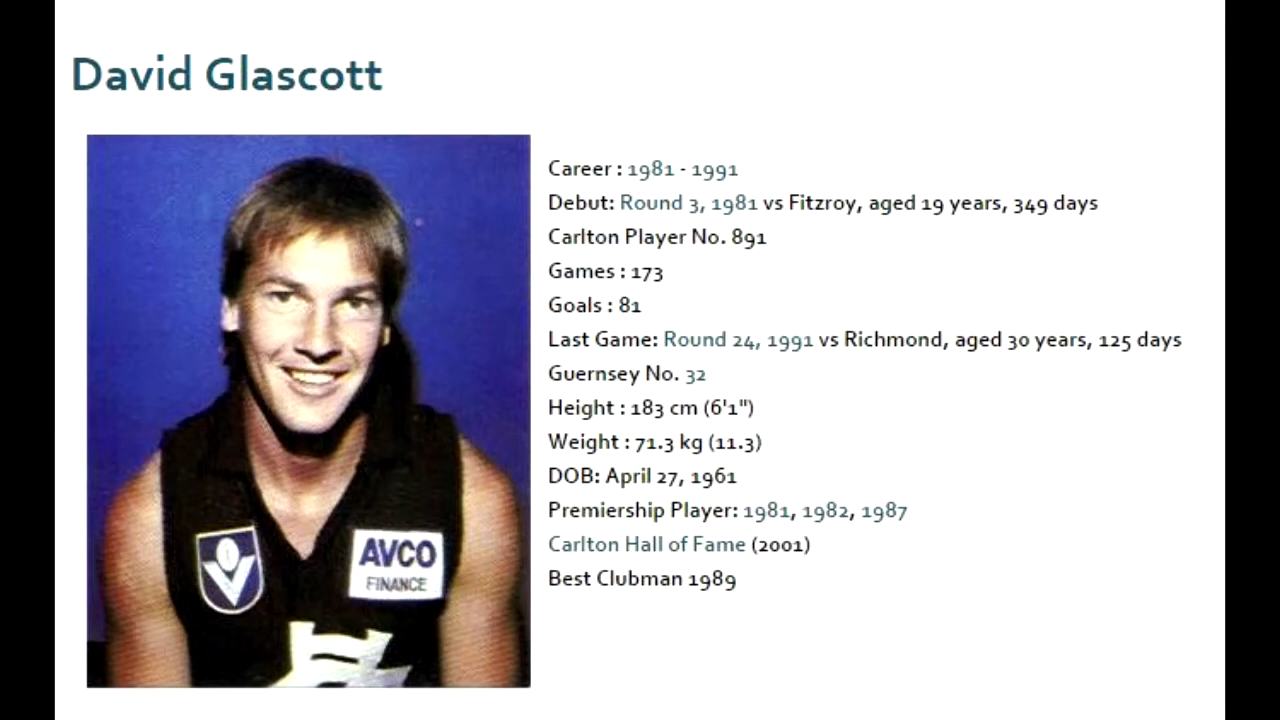 David Glascott
Career : 1981 - 1991
Debut: Round 3, 1981 vs Fitzroy, aged 19 years, 349 days
Carlton Player No. 891
Games : 173
Goals : 81
Last Game: Round 24, 1991 vs Richmond, aged 30 years, 125 days
Guernsey No. 32
Height : 183 cm (6'1")
Weight : 71.3 kg (11.3)
DOB: April 27, 1961
Premiership Player: 1981, 1982, 1987
Carlton Hall of Fame (2001)
Best Clubman 1989
AVCO
FINANCE